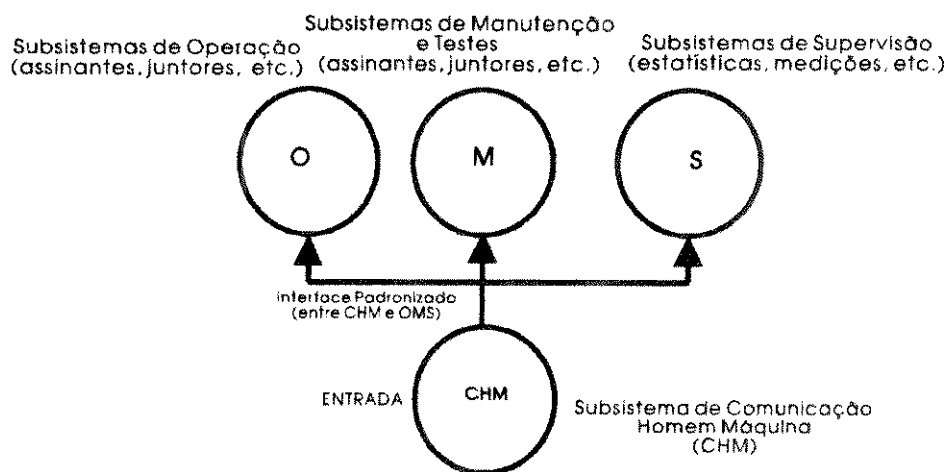 Subsistemas de Operação
(assinantes, juntores, etc.)
Subsistemas de Manutenção
e Testes
(assinantes, juntores, etc.)
Subsistemas de Supervisão
(estatísticas, medições, etc.)
O
M
S
Interface Padronizado
(entre CHM e OMS)
ENTRADA
CHM
Subsistema de Comunicação
Homem Máquina
(CHM)